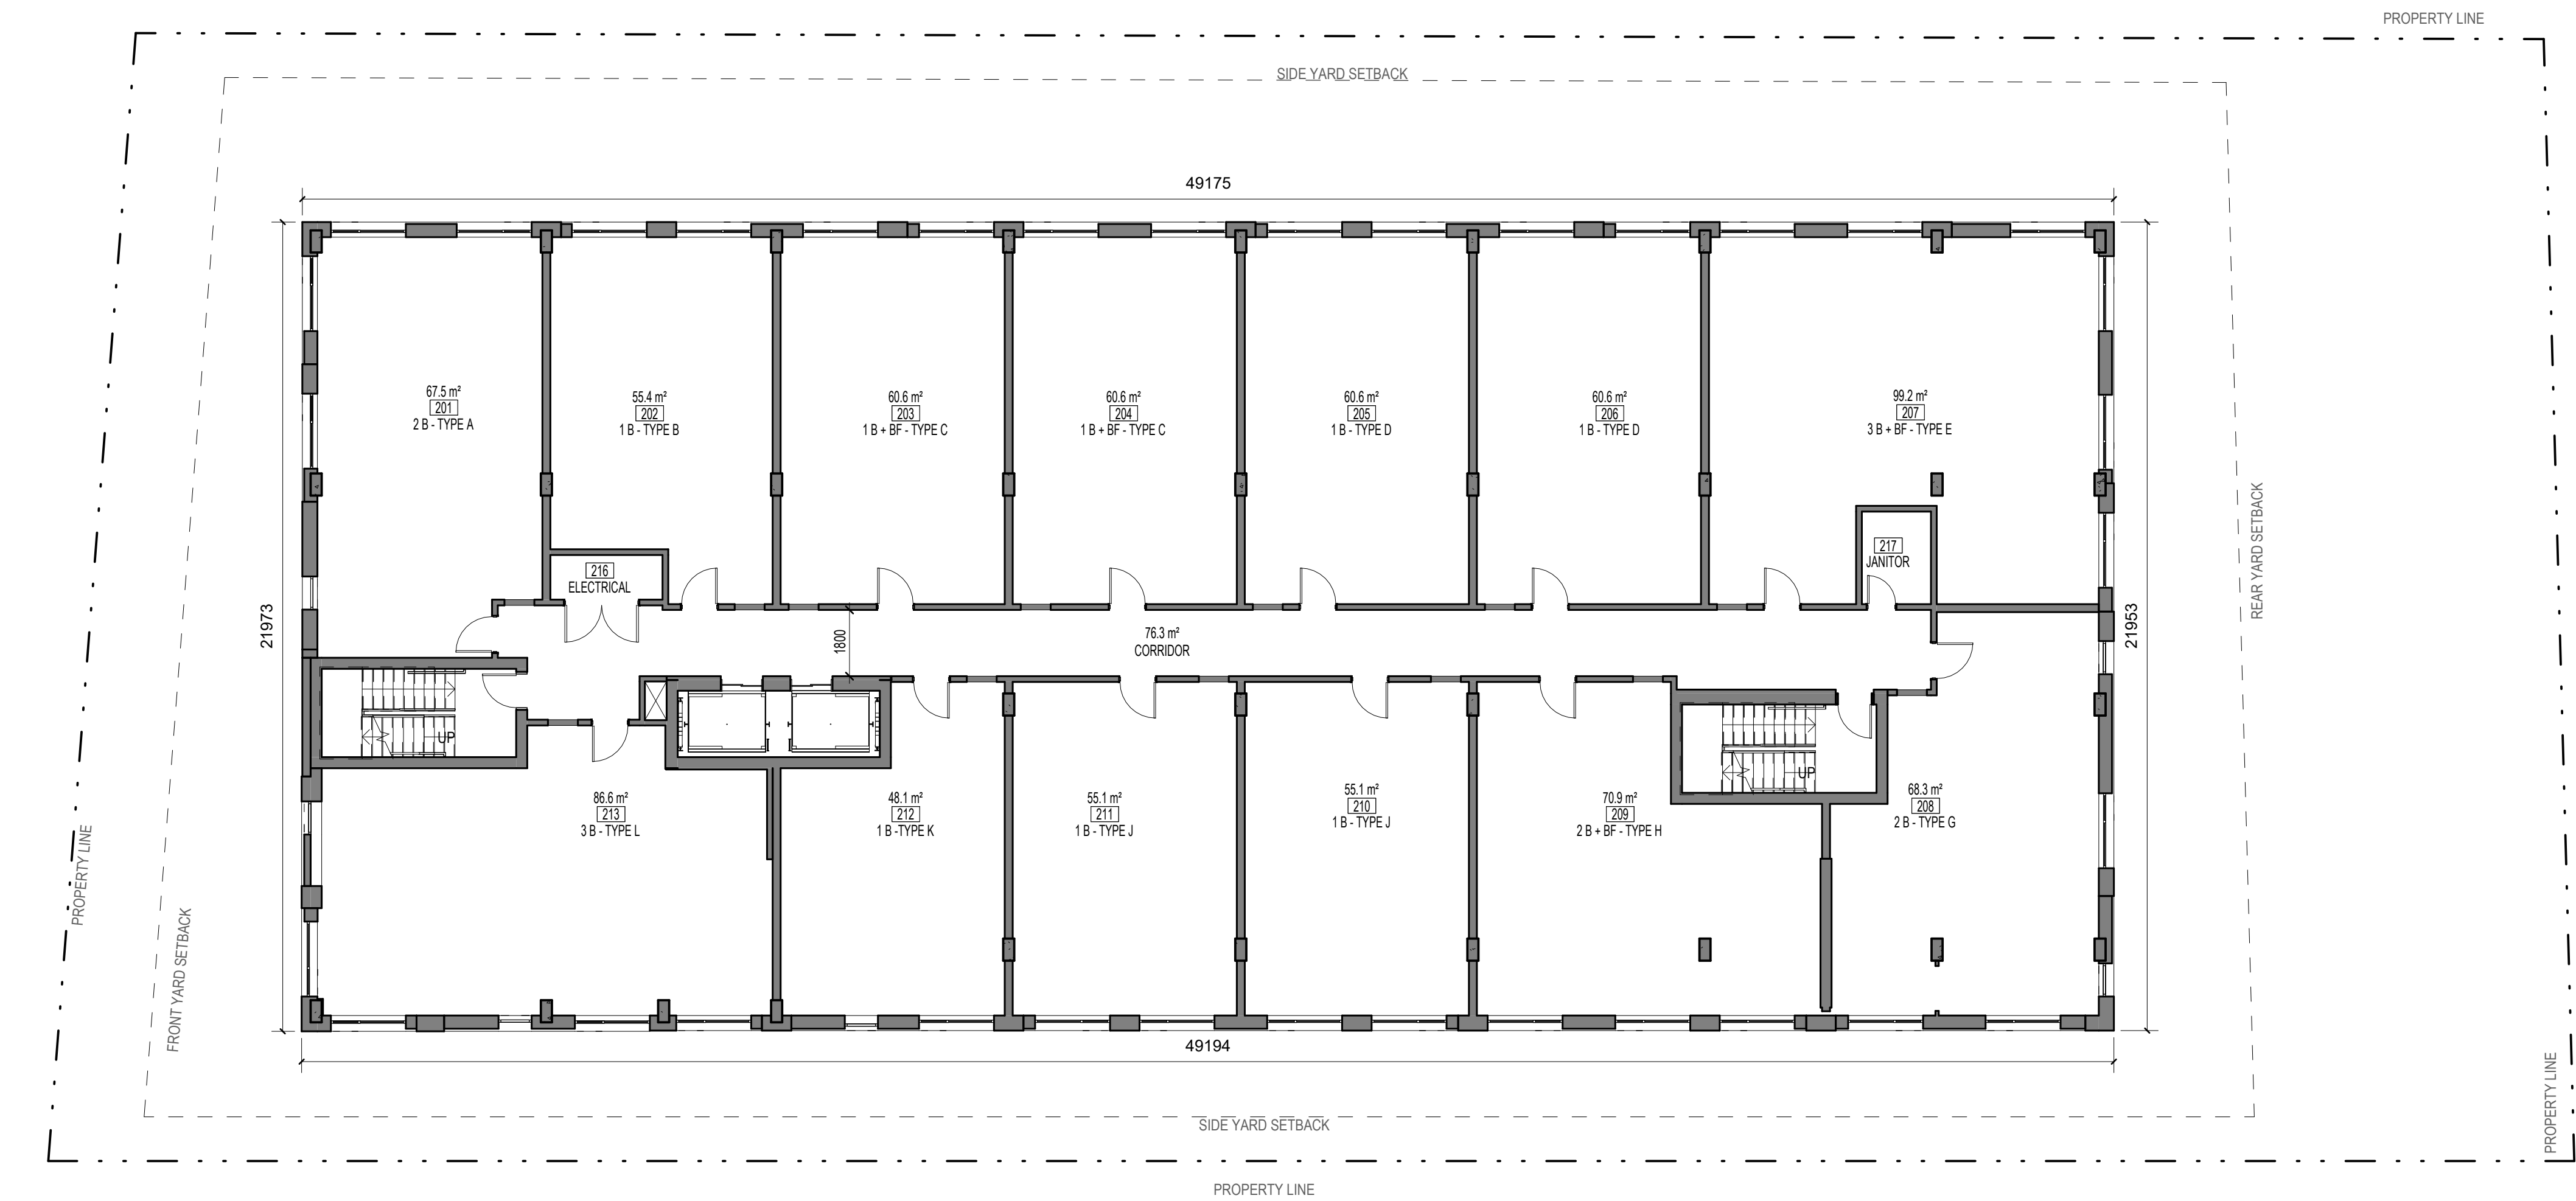 PROPERTY LINE
SIDE YARD SETBACK
49175
67.5 m²
201
2 B - TYPE A
55.4 m²
202
1 B - TYPE B
60.6 m²
203
1 B + BF - TYPE C
60.6 m²
204
1 B + BF - TYPE C
60.6 m²
205
1 B - TYPE D
60.6 m²
206
1 B - TYPE D
99.2 m²
207
3 B + BF - TYPE E
REAR YARD SETBACK
217
JANITOR
216
ELECTRICAL
21973
1800
76.3 m²
CORRIDOR
21953
UP
UP
86.6 m²
213
3 B - TYPE L
48.1 m²
212
1 B -TYPE K
55.1 m²
211
1 B - TYPE J
55.1 m²
210
1 B - TYPE J
70.9 m²
209
2 B + BF - TYPE H
68.3 m²
208
2 B - TYPE G
PROPERTY LINE
FRONT YARD SETBACK
49194
SIDE YARD SETBACK
PROPERTY LINE
PROPERTY LINE